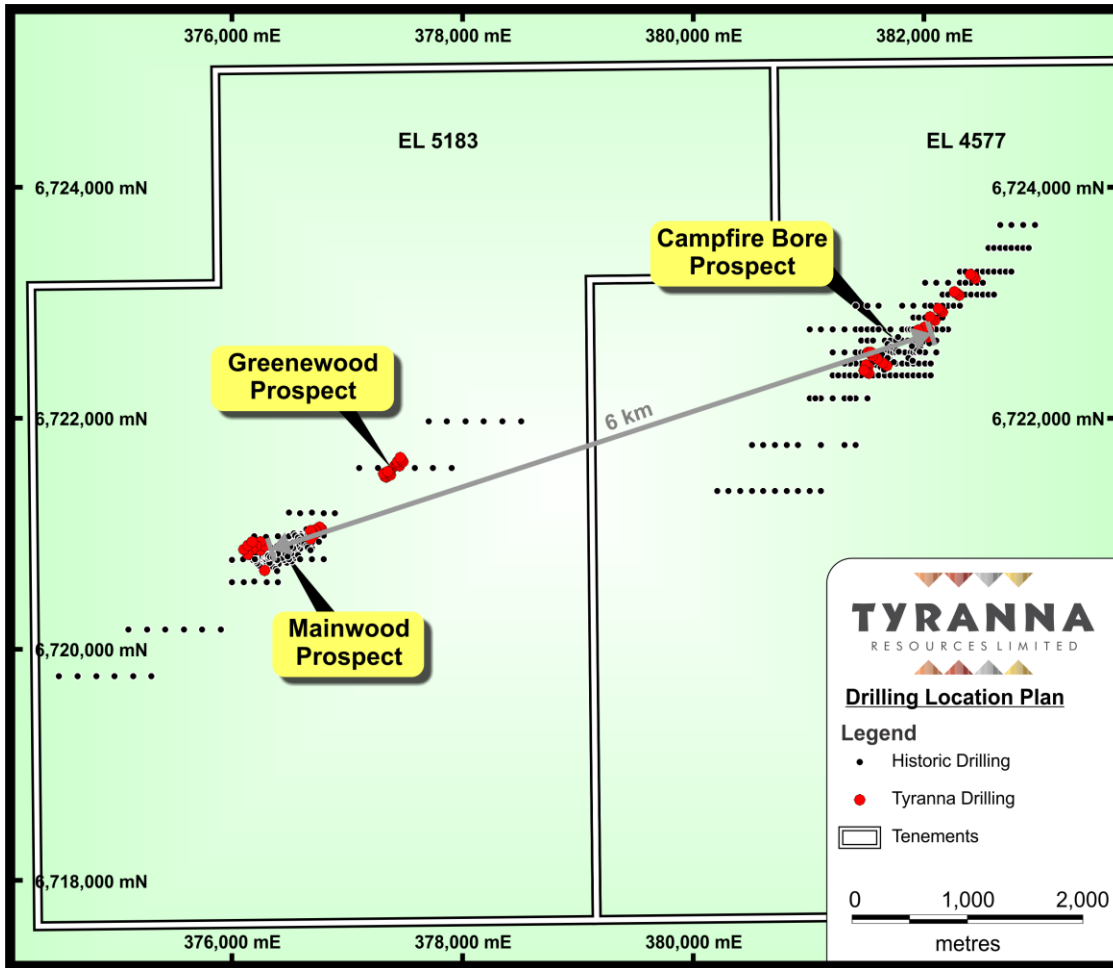 376,000 mE
378,000 mE
380,000 mE
382,000 mE
EL 5183
EL 4577
6,724,000 mN
6,724,000 mN
Campfire Bore
Prospect
Greenewood
Prospect
6 km
6,722,000 mN
6,722,000 mN
Mainwood
Prospect
6,720,000 mN
TYRANNA
RESOURCES LIMITED
Drilling Location Plan
Legend
Historic Drilling
Tyranna Drilling
Tenements
6,718,000 mN
0 1,000 2,000
metres
376,000 mE
378,000 mE
380,000 mE